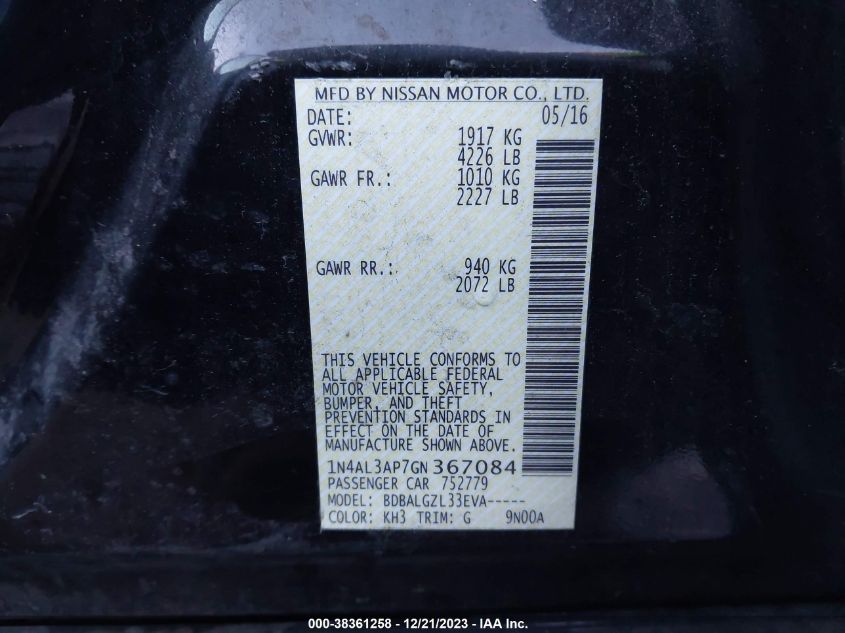 MFD BY NISSAN MOTOR CO., LTD.
DATE: 05/16
GVWR: 1917 KG
4226 LB
GAWR FR.: 1010 KG
2227 LB
GAWR RR.: 940 KG
2072 LB
THIS VEHICLE CONFORMS TO
ALL APPLICABLE FEDERAL
MOTOR VEHICLE SAFETY,
BUMPER, AND THEFT
PREVENTION STANDARDS IN
EFFECT ON THE DATE OF
MANUFACTURE SHOWN ABOVE.
1N4AL3AP7GN 367084
PASSENGER CAR 752779
MODEL: BDBALGZL33EVA-----
COLOR: KH3 TRIM: G 9N00A
000-38361258 - 12/21/2023 - IAA Inc.